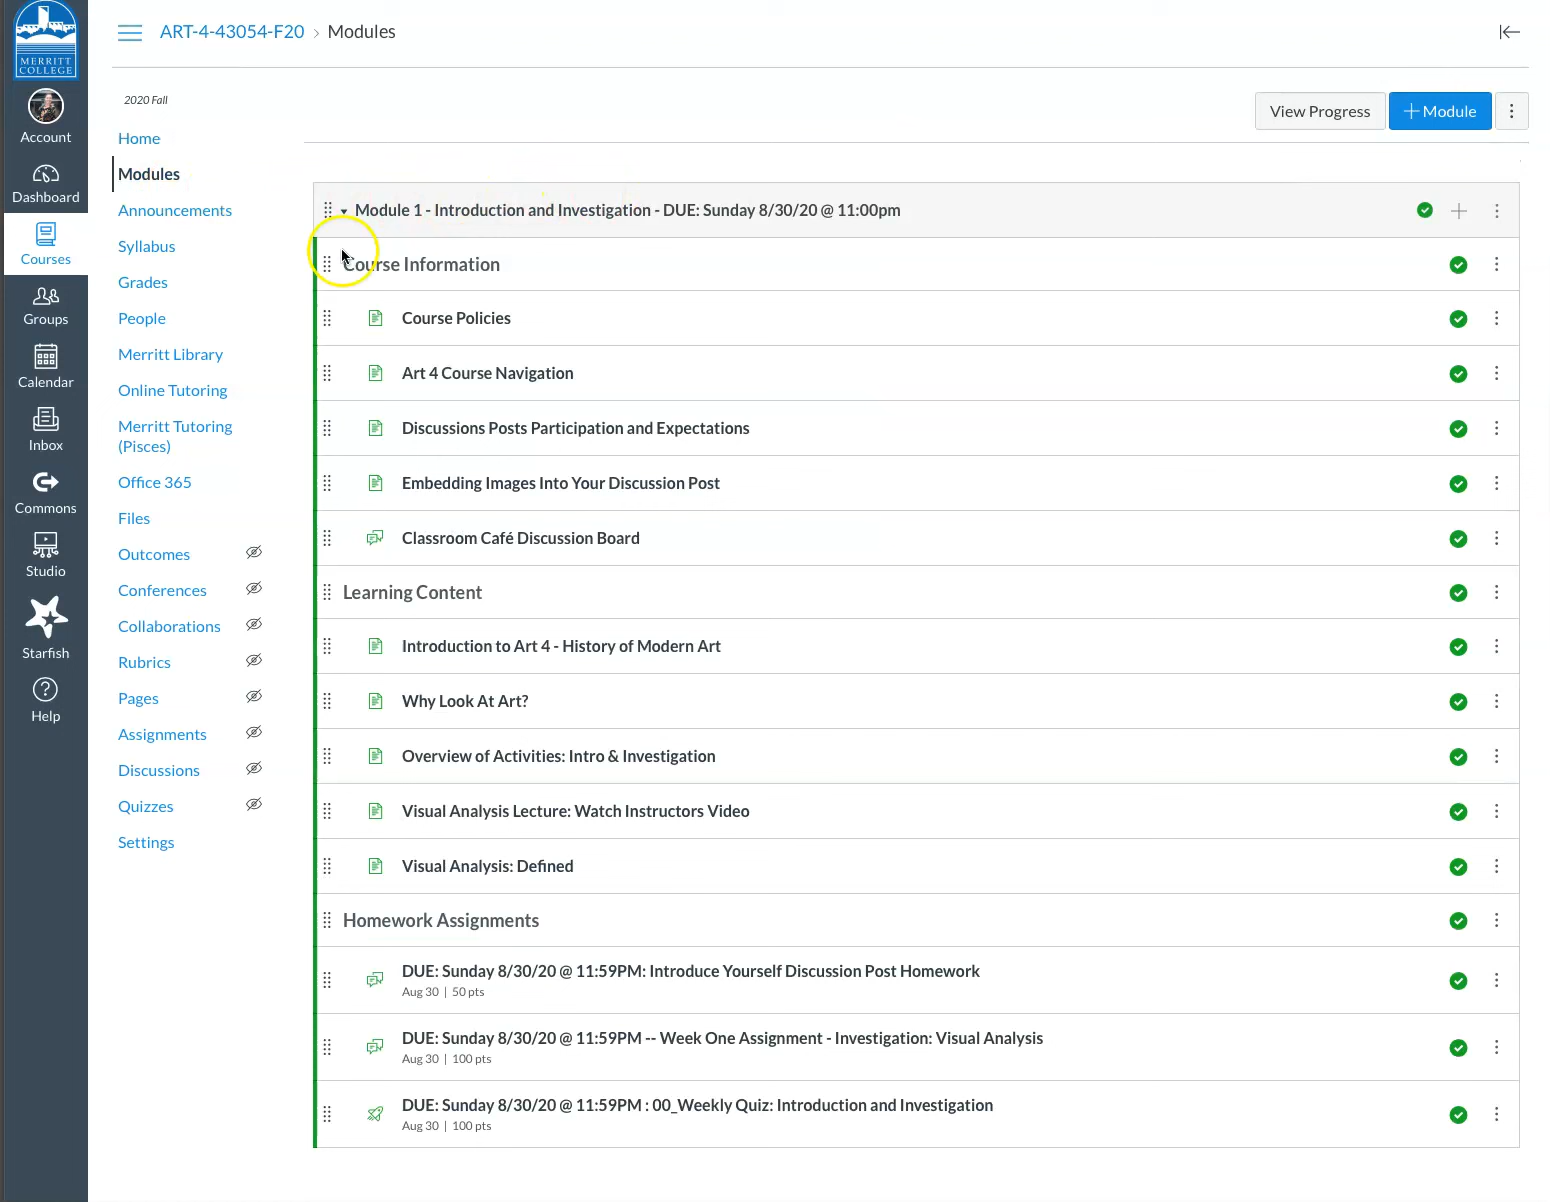 MERRITT
COLLEGE
Account
Dashboard
Courses
Groups
Calendar
Inbox
Commons
Studio
Starfish
Help
ART-4-43054-F20 › Modules
2020 Fall
Home
Modules
Announcements
Syllabus
Grades
People
Merritt Library
Online Tutoring
Merritt Tutoring
(Pisces)
Office 365
Files
Outcomes
Conferences
Collaborations
Rubrics
Pages
Assignments
Discussions
Quizzes
Settings
View Progress
+ Module
Module 1 - Introduction and Investigation - DUE: Sunday 8/30/20 @ 11:00pm
Course Information
Course Policies
Art 4 Course Navigation
Discussions Posts Participation and Expectations
Embedding Images Into Your Discussion Post
Classroom Café Discussion Board
Learning Content
Introduction to Art 4 - History of Modern Art
Why Look At Art?
Overview of Activities: Intro & Investigation
Visual Analysis Lecture: Watch Instructors Video
Visual Analysis: Defined
Homework Assignments
DUE: Sunday 8/30/20 @ 11:59PM: Introduce Yourself Discussion Post Homework
Aug 30 | 50 pts
DUE: Sunday 8/30/20 @ 11:59PM -- Week One Assignment - Investigation: Visual Analysis
Aug 30 | 100 pts
DUE: Sunday 8/30/20 @ 11:59PM : 00_Weekly Quiz: Introduction and Investigation
Aug 30 | 100 pts